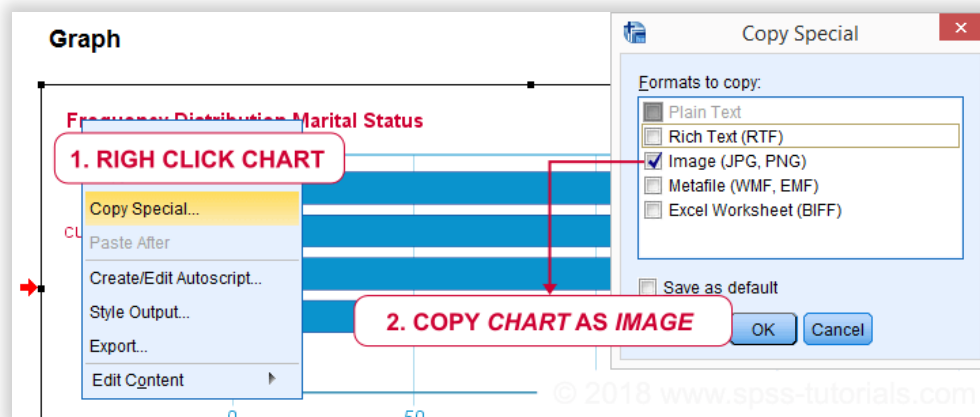 Graph
Frequency Distribution Marital Status
1. RIGH CLICK CHART
Copy Special...
Paste After
Create/Edit Autoscript...
Style Output...
Export...
Edit Content
0
50
Copy Special
Formats to copy:
Plain Text
Rich Text (RTF)
Image (JPG, PNG)
Metafile (WMF, EMF)
Excel Worksheet (BIFF)
Save as default
2. COPY CHART AS IMAGE
OK
Cancel
© 2018 www.spss-tutorials.com